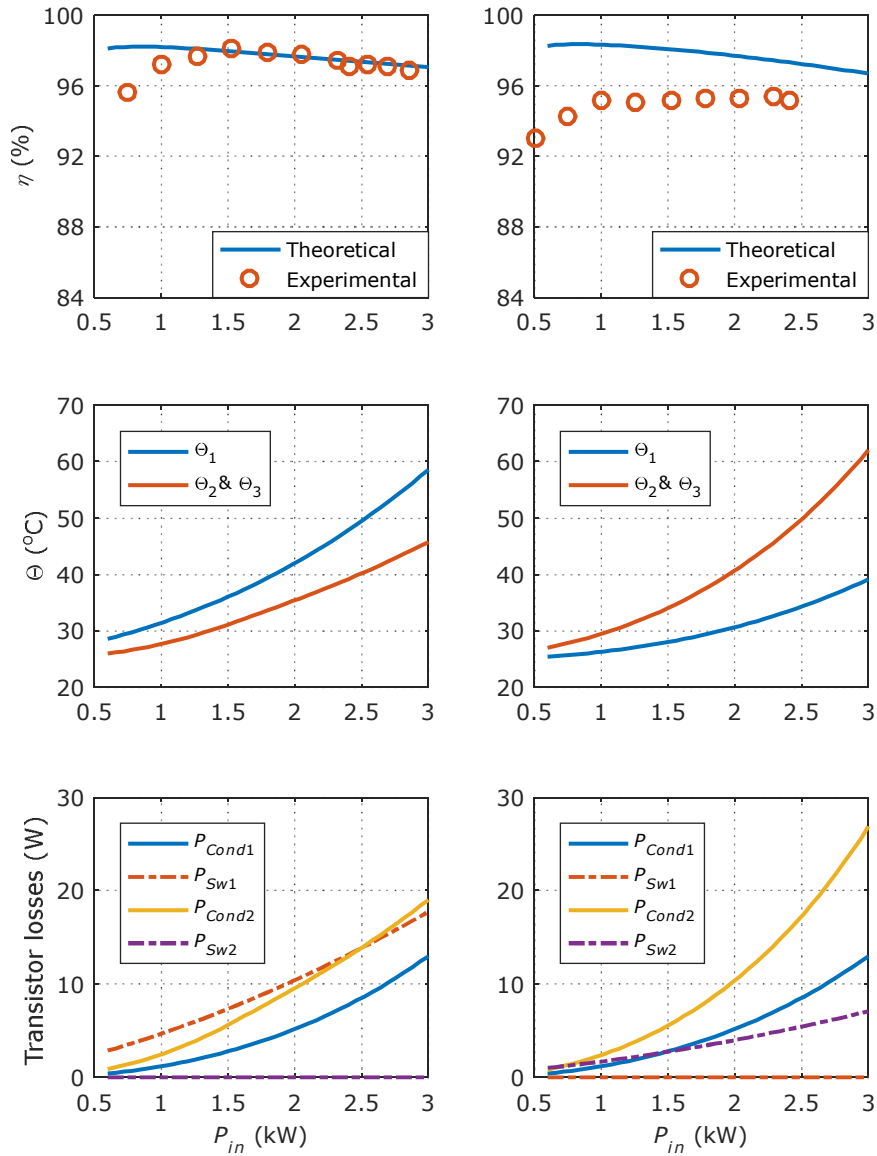 100
96
92
88
84
η (%)
Theoretical
Experimental
0.5 1 1.5 2 2.5 3
100
96
92
88
84
Theoretical
Experimental
0.5 1 1.5 2 2.5 3
70
60
50
40
30
20
Θ (°C)
Θ1
Θ2 & Θ3
0.5 1 1.5 2 2.5 3
70
60
50
40
30
20
Θ1
Θ2 & Θ3
0.5 1 1.5 2 2.5 3
30
20
10
0
Transistor losses (W)
PCond1
PSw1
PCond2
PSw2
0.5 1 1.5 2 2.5 3
Pin (kW)
30
20
10
0
PCond1
PSw1
PCond2
PSw2
0.5 1 1.5 2 2.5 3
Pin (kW)